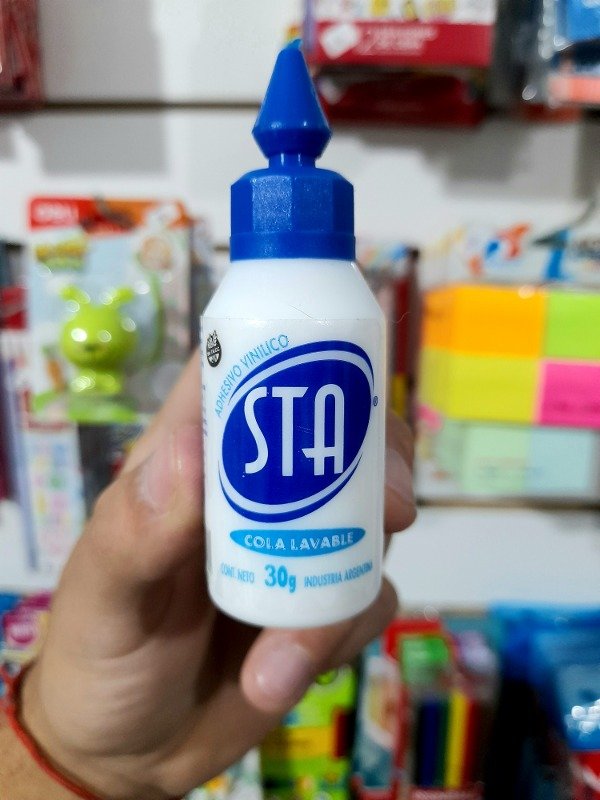 ADHESIVO VINILICO
STA®
COLA LAVABLE
CONT. NETO 30g INDUSTRIA ARGENTINA